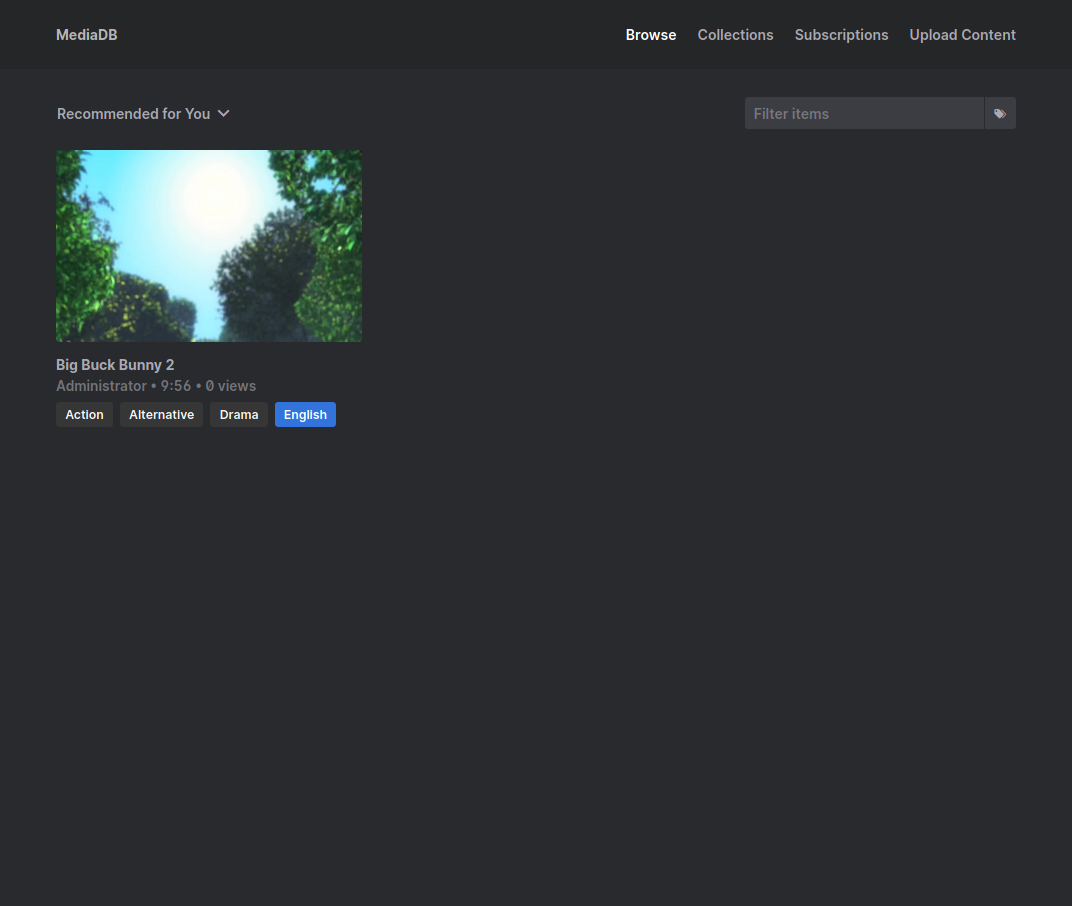 MediaDB Browse Collections Subscriptions Upload Content
Recommended for You Filter items
Big Buck Bunny 2
Administrator • 9:56 • 0 views
Action Alternative Drama English